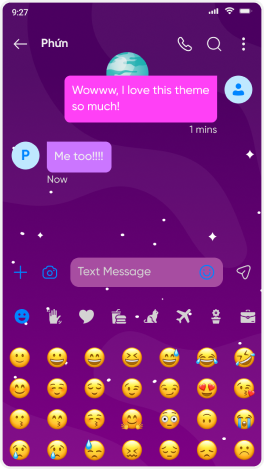 9:27
Phún
Wowww, I love this theme
so much!
1 mins
P
Me too!!!!
Now
Text Message